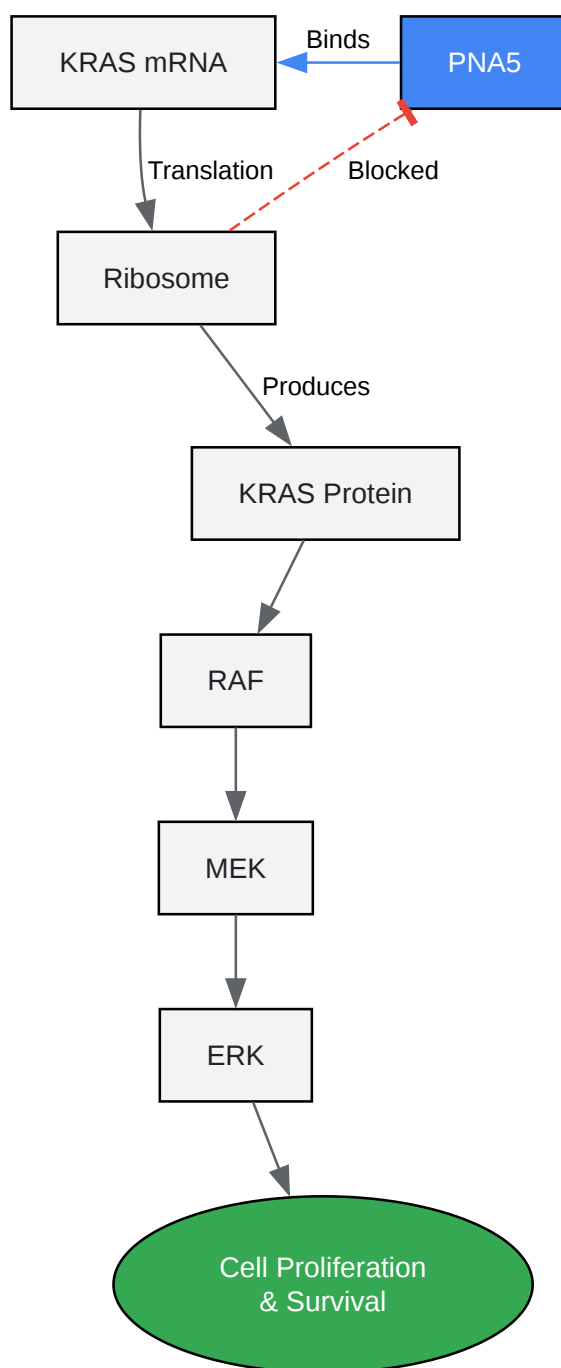 Binds
KRAS mRNA
PNA5
Translation
Blocked
Ribosome
Produces
KRAS Protein
RAF
MEK
ERK
Cell Proliferation
& Survival